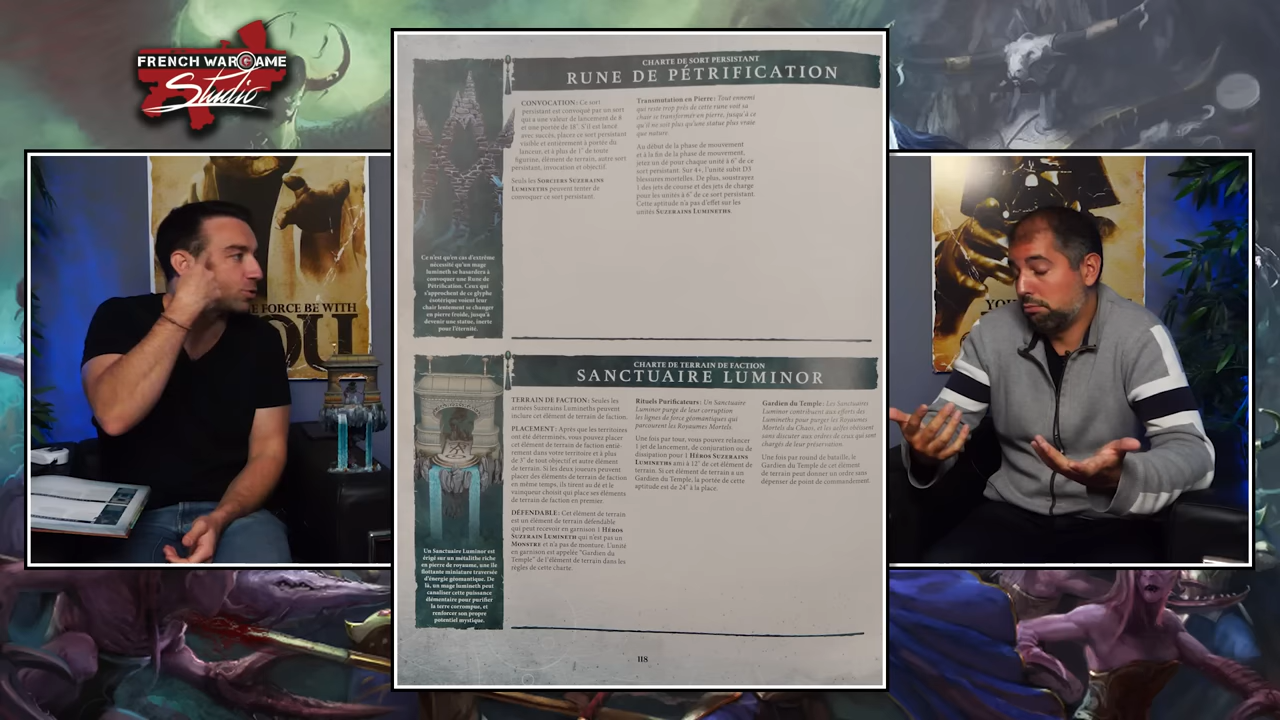 FRENCH WARGAME
Studio
CHARTE DE SORT PERSISTANT
RUNE DE PÉTRIFICATION
CONVOCATION : Ce sort
persistant est convoqué par un sort
qui a une valeur de lancement de 8
et une portée de 18". S'il est lancé
avec succès, placez ce sort persistant
visible et entièrement à portée du
lanceur, et à plus de 1" de toute
figurine, élément de terrain, autre sort
persistant, invocation et objectif.
Seuls les SORCIERS SUZERAINS
LUMINETHS peuvent tenter de
convoquer ce sort persistant.
Transmutation en Pierre : Tout ennemi
qui reste trop près de cette rune voit sa
chair se transformer en pierre, jusqu'à ce
qu'il ne soit plus qu'une statue plus vraie
que nature.
Au début de la phase de mouvement
et à la fin de la phase de mouvement,
jetez un dé pour chaque unité à 6" de ce
sort persistant. Sur 4+, l'unité subit D3
blessures mortelles. De plus, soustrayez
1 des jets de course et des jets de charge
pour les unités à 6" de ce sort persistant.
Cette aptitude n'a pas d'effet sur les
unités SUZERAINS LUMINETHS.
Ce n'est qu'en cas d'extrême
nécessité qu'un mage
lumineth se hasardera à
convoquer une Rune de
Pétrification. Ceux qui
s'approchent de ce glyphe
ésotérique voient leur
chair lentement se changer
en pierre froide, jusqu'à
devenir une statue, inerte
pour l'éternité.
CHARTE DE TERRAIN DE FACTION
SANCTUAIRE LUMINOR
TERRAIN DE FACTION : Seules les
armées Suzerains Lumineths peuvent
inclure cet élément de terrain de faction.
PLACEMENT : Après que les territoires
ont été déterminés, vous pouvez placer
cet élément de terrain de faction entiè-
rement dans votre territoire et à plus
de 3" de tout objectif et autre élément
de terrain. Si les deux joueurs peuvent
placer des éléments de terrain de faction
en même temps, ils tirent au dé et le
vainqueur choisit qui place ses éléments
de terrain de faction en premier.
DÉFENDABLE : Cet élément de terrain
est un élément de terrain défendable
qui peut recevoir en garnison 1 HÉROS
SUZERAIN LUMINETH qui n'est pas un
MONSTRE et n'a pas de monture. L'unité
en garnison est appelée "Gardien du
Temple" de l'élément de terrain dans les
règles de cette charte.
Rituels Purificateurs : Un Sanctuaire
Luminor purge de leur corruption
les lignes de force géomantiques qui
parcourent les Royaumes Mortels.
Une fois par tour, vous pouvez relancer
1 jet de lancement, de conjuration ou de
dissipation pour 1 HÉROS SUZERAINS
LUMINETHS ami à 12" de cet élément de
terrain. Si cet élément de terrain a un
Gardien du Temple, la portée de cette
aptitude est de 24" à la place.
Gardien du Temple : Les Sanctuaires
Luminor contribuent aux efforts des
Lumineths pour purger les Royaumes
Mortels du Chaos, et les aelfes obéissent
sans discuter aux ordres de ceux qui sont
chargés de leur préservation.
Une fois par round de bataille, le
Gardien du Temple de cet élément
de terrain peut donner un ordre sans
dépenser de point de commandement.
Un Sanctuaire Luminor est
érigé sur un métalithe riche
en pierre de royaume, une île
flottante miniature traversée
d'énergie géomantique. De
là, un mage lumineth peut
canaliser cette puissance
élémentaire pour purifier
la terre corrompue, et
renforcer son propre
potentiel mystique.
118
FORCE BE WITH
OU